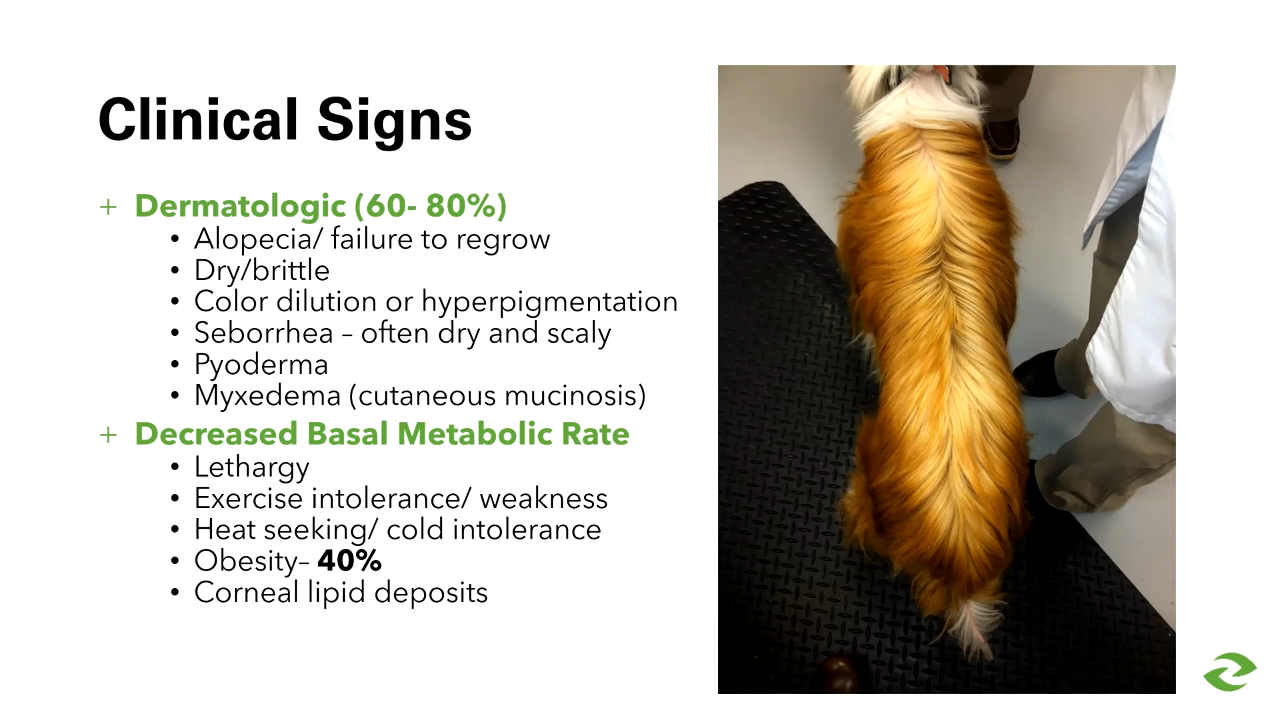 Clinical Signs
+ Dermatologic (60- 80%)
• Alopecia/ failure to regrow
• Dry/brittle
• Color dilution or hyperpigmentation
• Seborrhea – often dry and scaly
• Pyoderma
• Myxedema (cutaneous mucinosis)
+ Decreased Basal Metabolic Rate
• Lethargy
• Exercise intolerance/ weakness
• Heat seeking/ cold intolerance
• Obesity– 40%
• Corneal lipid deposits